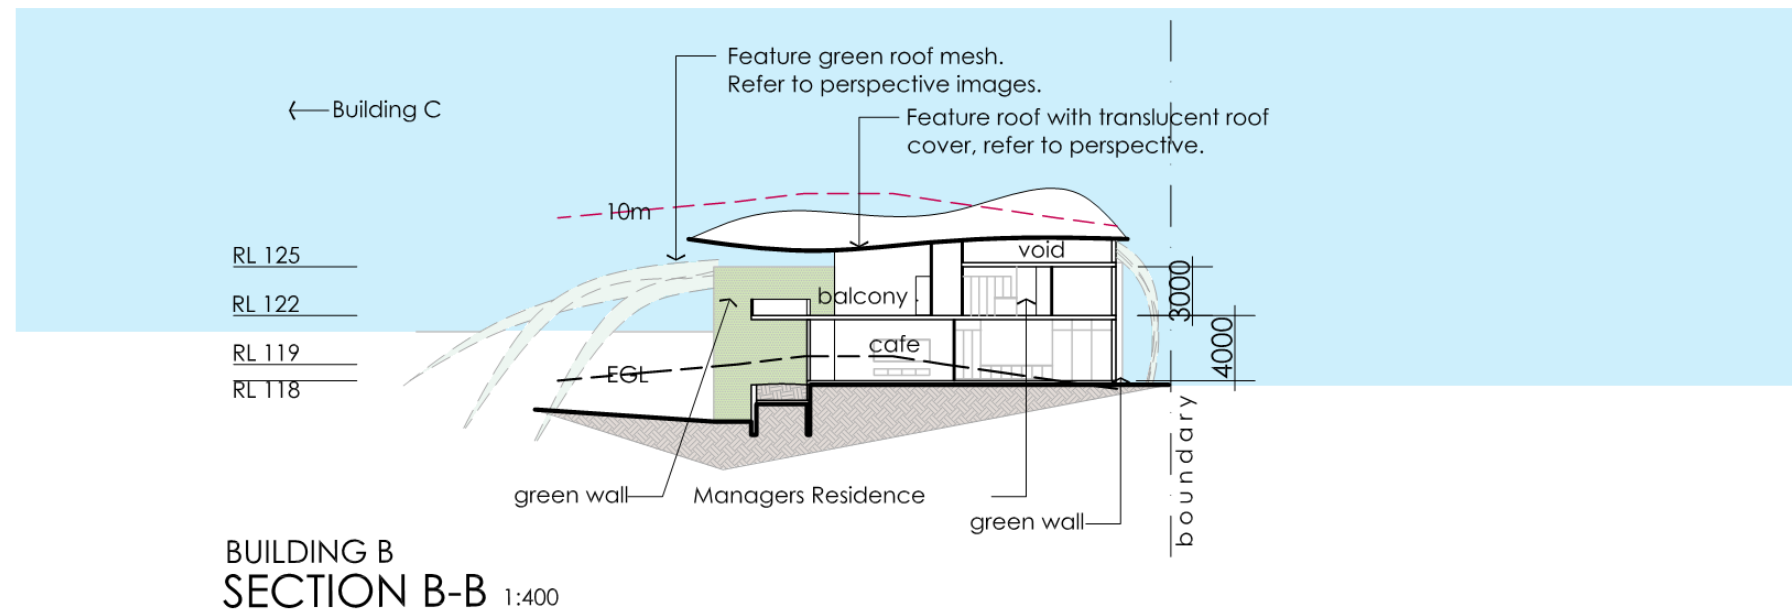 Feature green roof mesh.
Refer to perspective images.
Building C
Feature roof with translucent roof
cover, refer to perspective.
10m
RL 125
void
3000
RL 122
balcony
4000
RL 119
cafe
EGL
RL 118
boundary
green wall
Managers Residence
green wall
BUILDING B
SECTION B-B 1:400